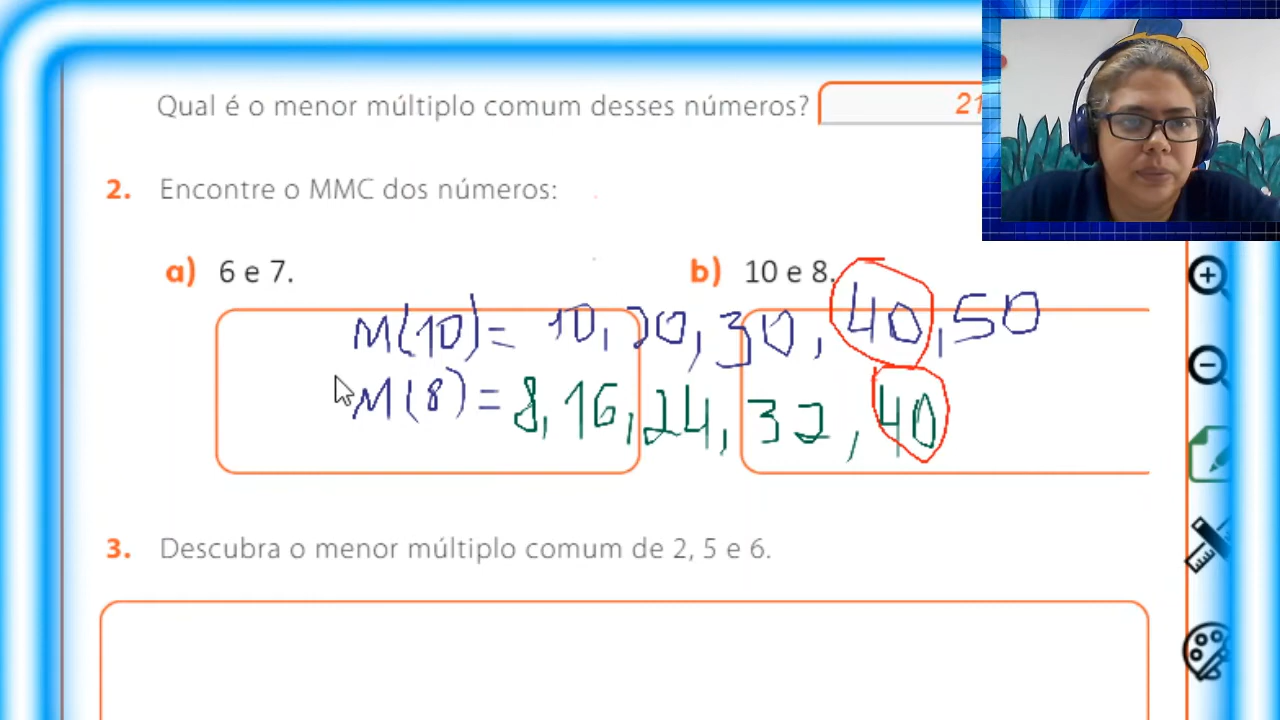 Qual é o menor múltiplo comum desses números? 21
2. Encontre o MMC dos números:
a) 6 e 7. b) 10 e 8.
M(10) = 10, 20, 30, 40, 50
M(8) = 8, 16, 24, 32, 40
3. Descubra o menor múltiplo comum de 2, 5 e 6.